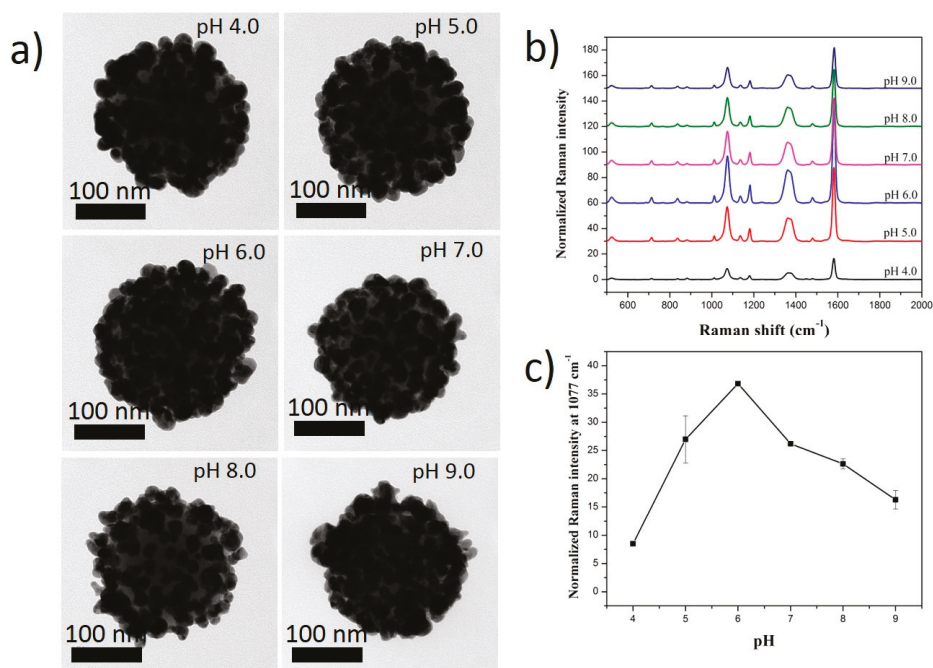 a)
pH 4.0
100 nm
pH 5.0
100 nm
pH 6.0
100 nm
pH 7.0
100 nm
pH 8.0
100 nm
pH 9.0
100 nm
b)
Normalized Raman intensity
180
160
140
120
100
80
60
40
20
0
pH 9.0
pH 8.0
pH 7.0
pH 6.0
pH 5.0
pH 4.0
600 800 1000 1200 1400 1600 1800 2000
Raman shift (cm⁻¹)
c)
Normalized Raman intensity at 1077 cm⁻¹
40
35
30
25
20
15
10
5
0
4 5 6 7 8 9
pH